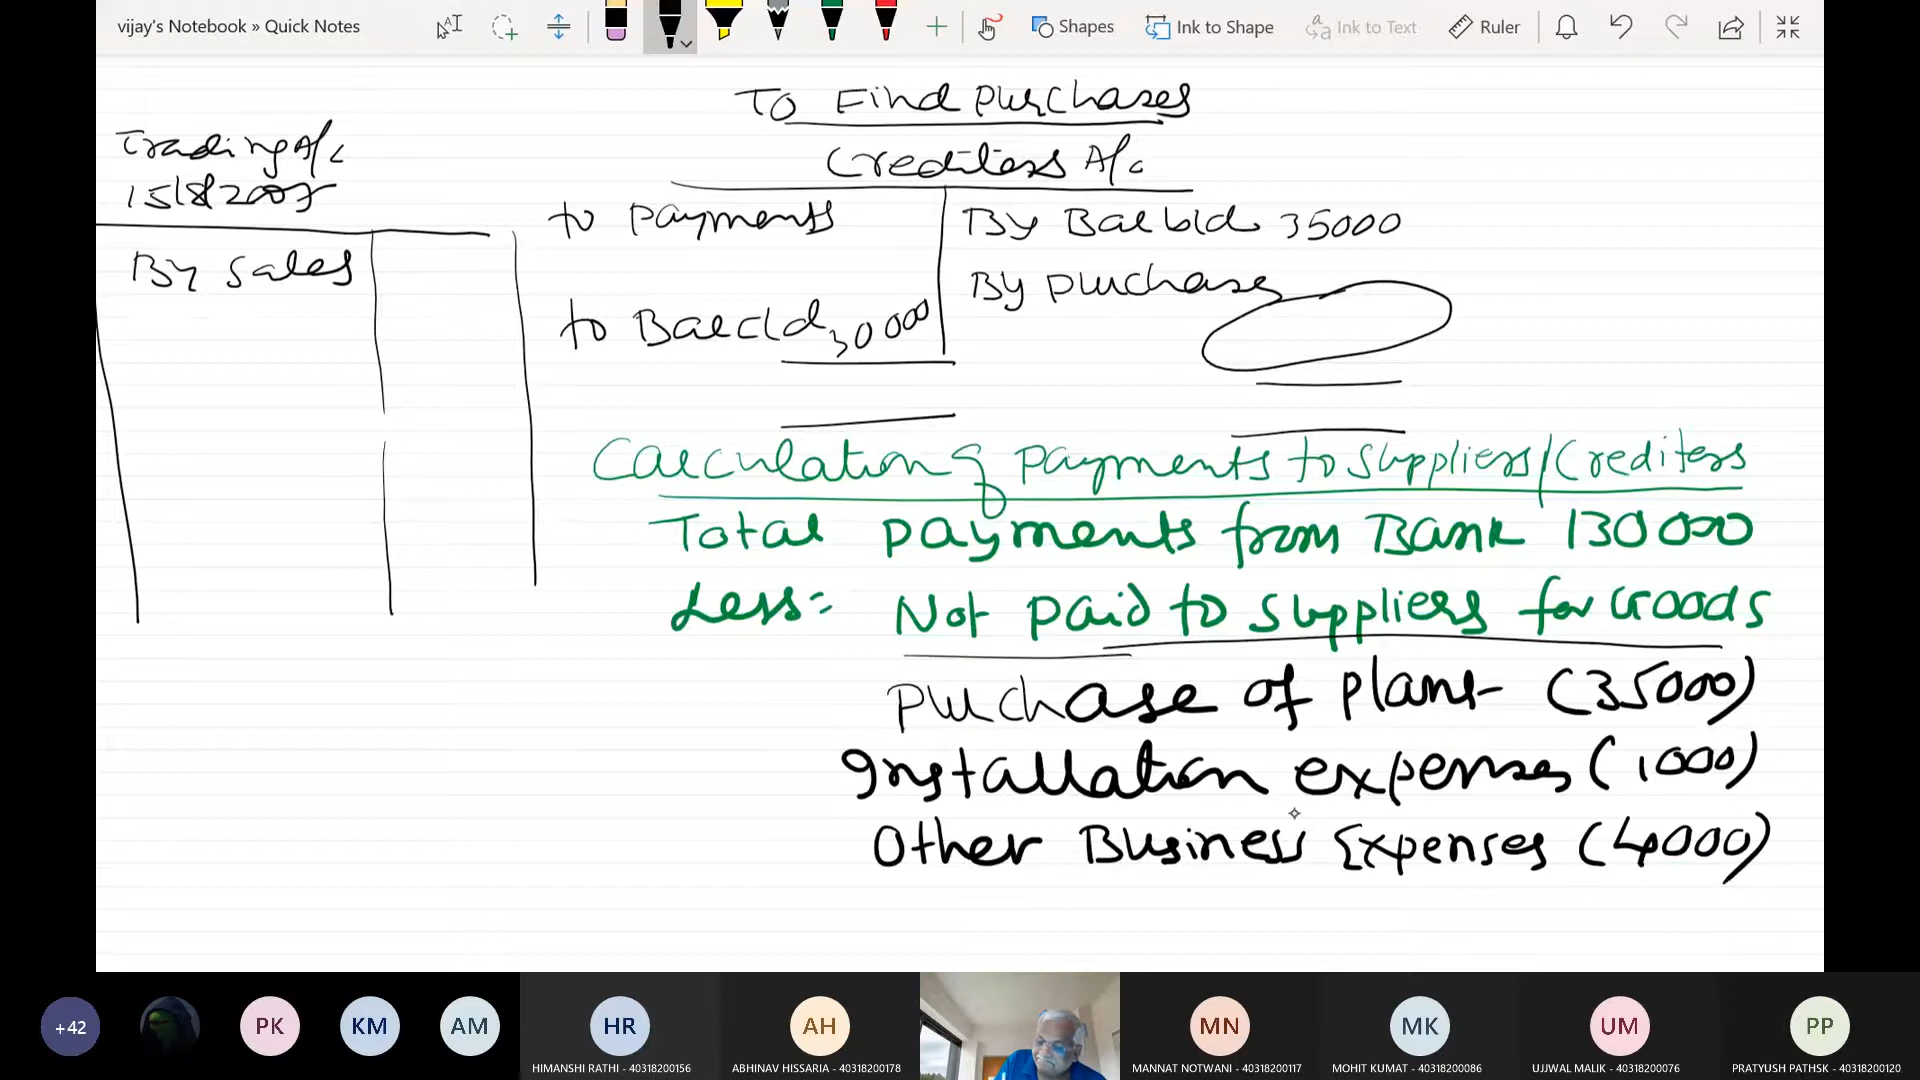 vijay's Notebook » Quick Notes
Shapes
Ink to Shape
Ink to Text
Ruler
To Find Purchases
Creditors A/c
Trading A/c
15/8/2007
By Sales
to payments
By Bal b/d 35000
By purchases
to Bal c/d 30000
Calculation of payments to Suppliers/Creditors
Total payments from Bank 130000
Less: Not paid to suppliers for Goods
Purchase of plant (35000)
Installation expenses (1000)
Other Business Expenses (4000)
+42
PK
KM
AM
HR
AH
MN
MK
UM
PP
HIMANSHI RATHI - 40318200156
ABHINAV HISSARIA - 40318200178
MANNAT NOTWANI - 40318200117
MOHIT KUMAT - 40318200086
UJJWAL MALIK - 40318200076
PRATYUSH PATHSK - 40318200120